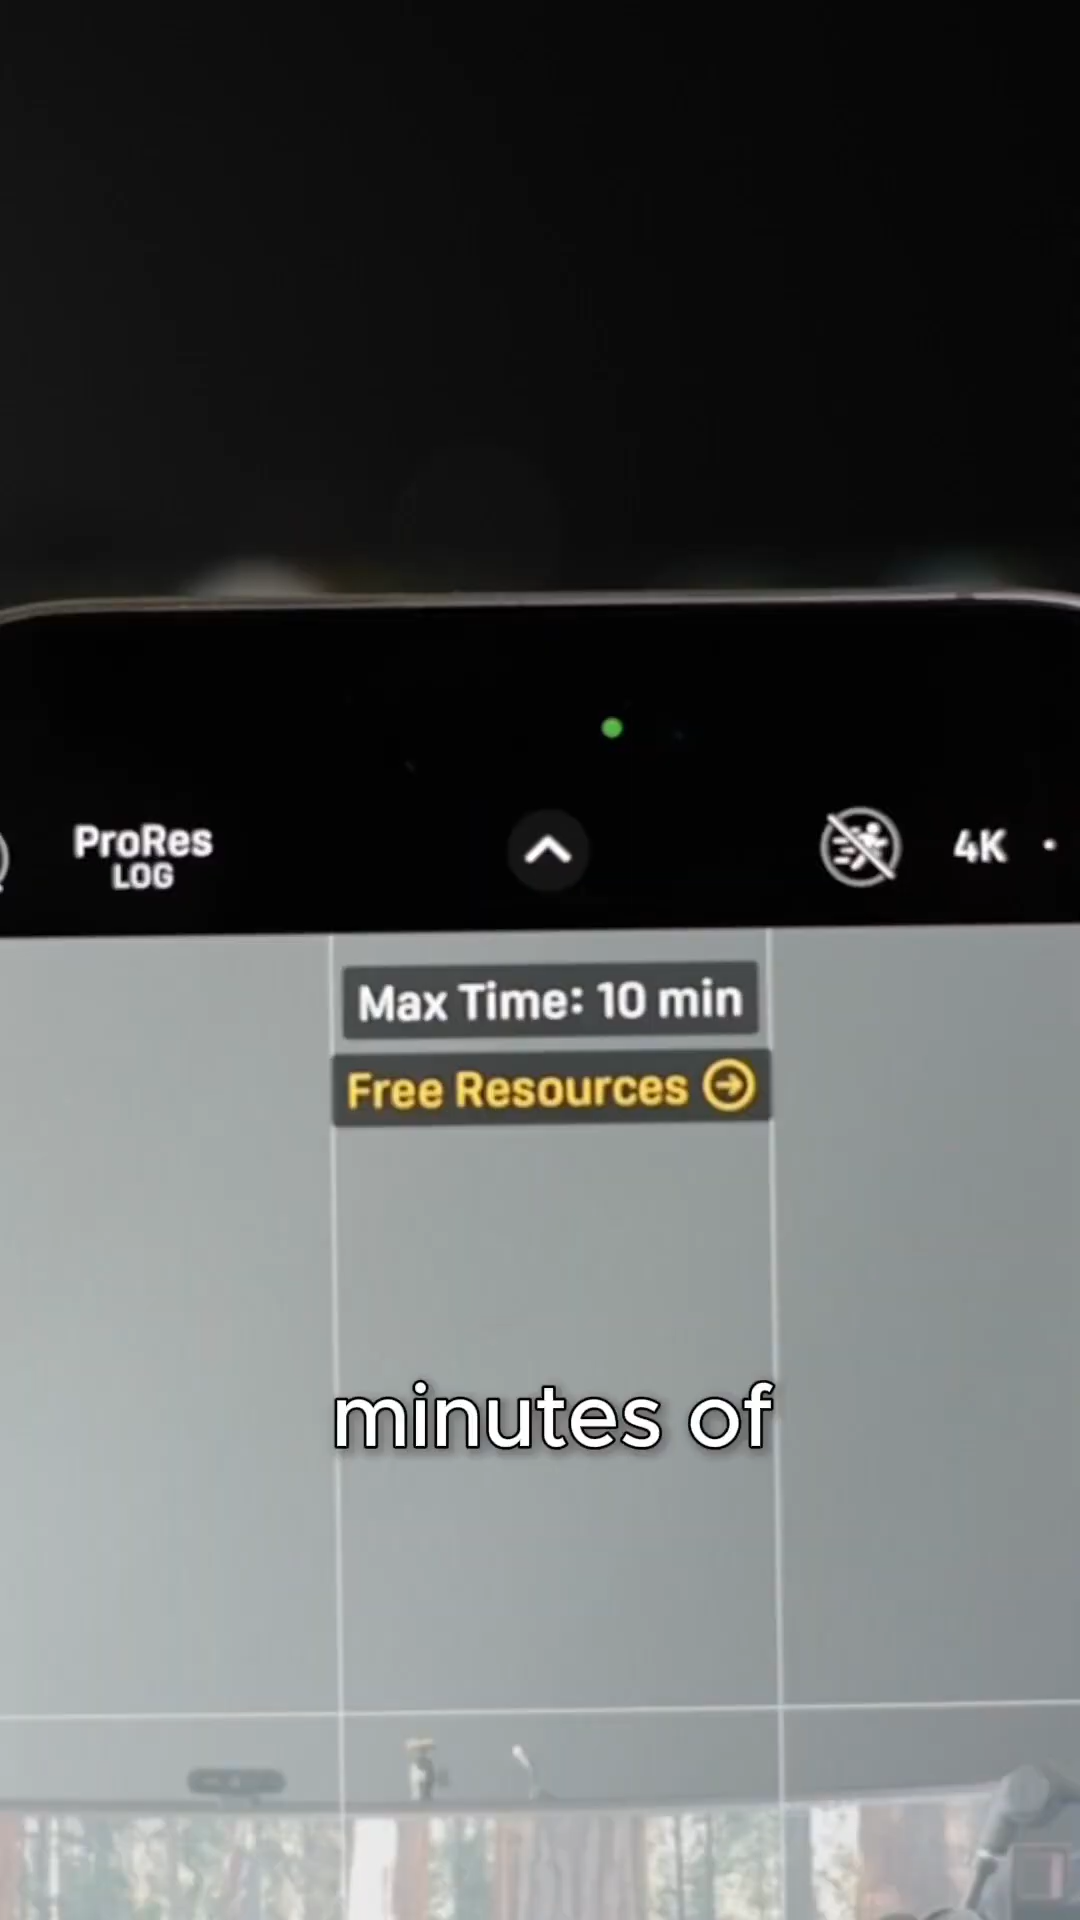 ProRes
LOG
4K
Max Time: 10 min
Free Resources
minutes of